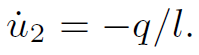 u̇₂ = −q/l.